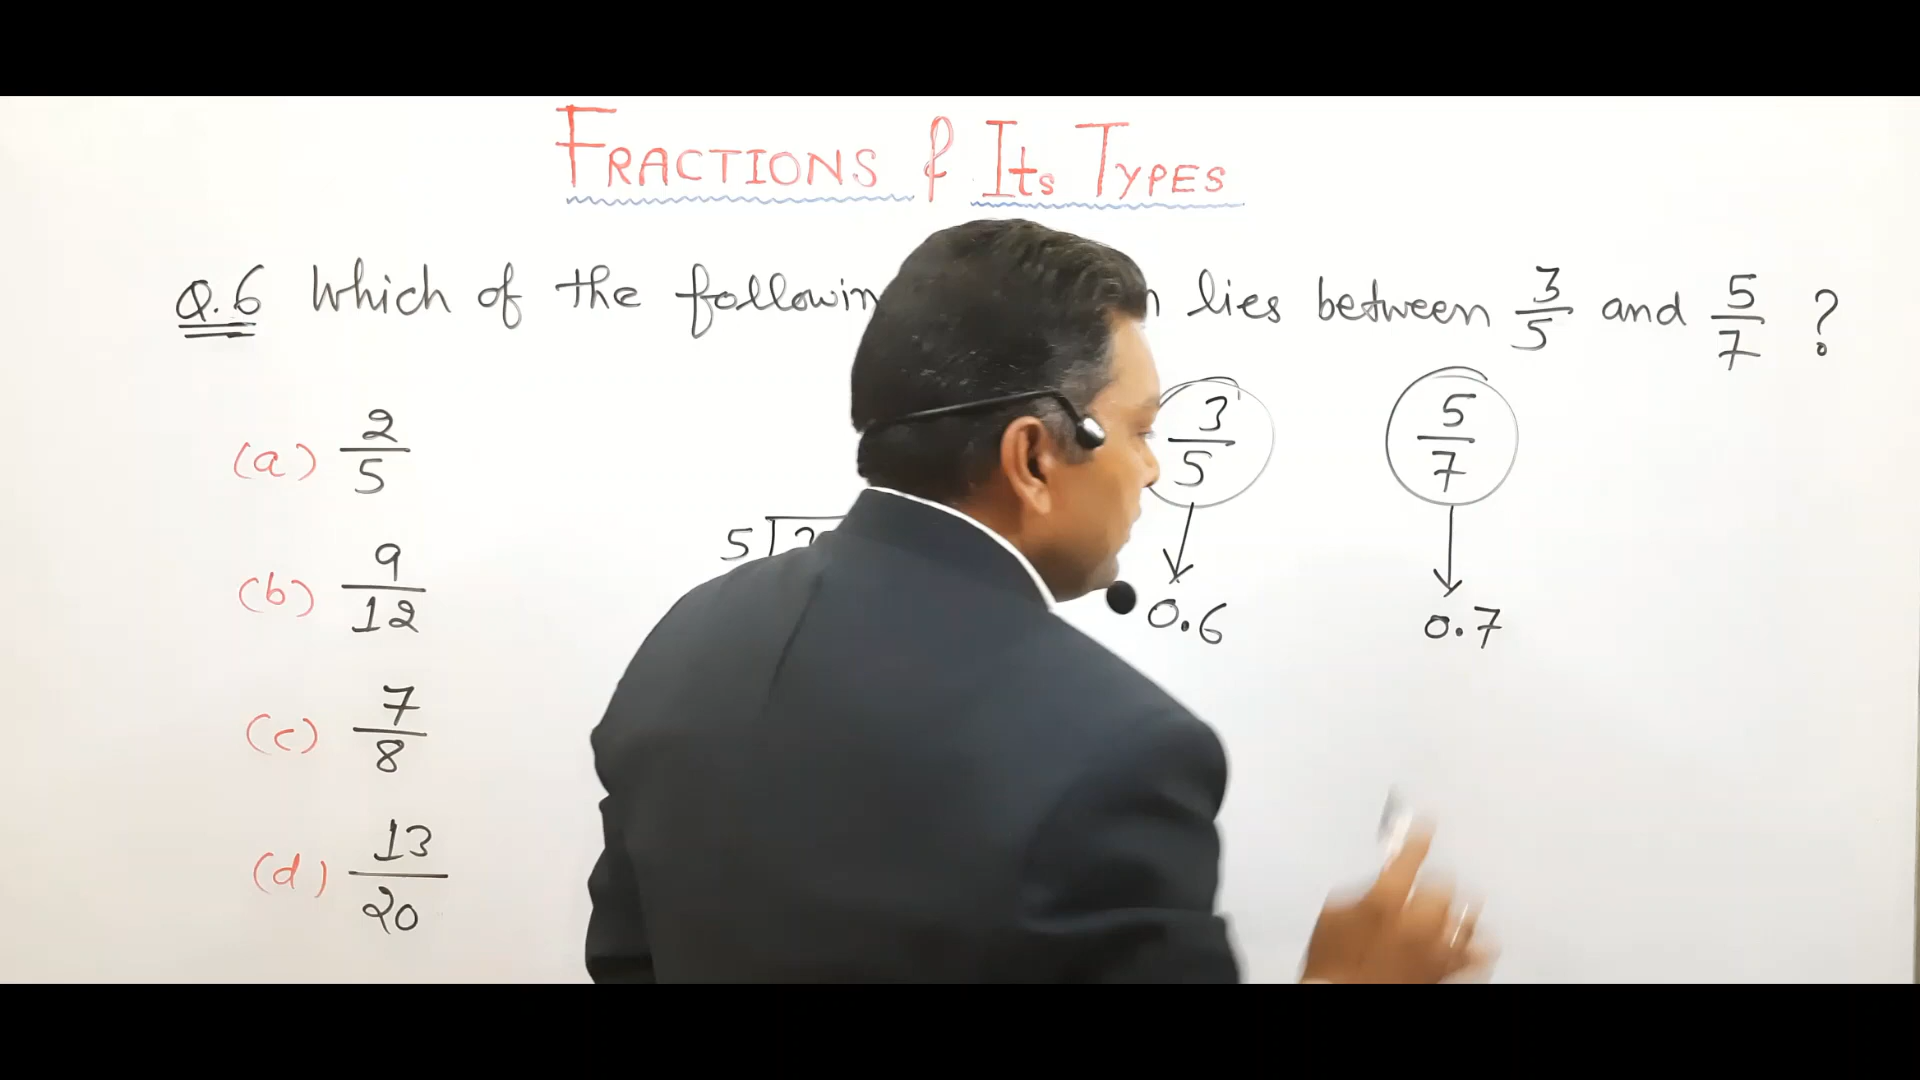 FRACTIONS & ITS TYPES
Q.6 Which of the lies between 3/5 and 5/7 ?
(a) 2/5
3/5
5/7
5
(b) 9/12
0.6
0.7
(c) 7/8
(d) 13/20